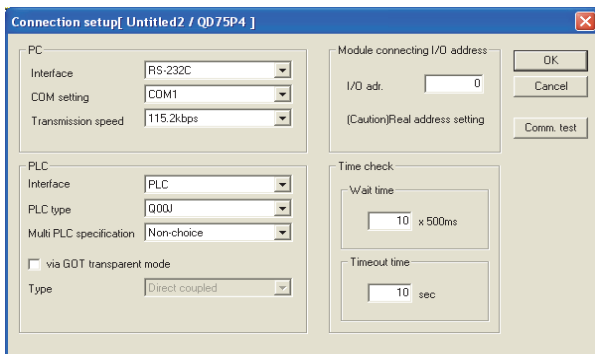 Connection setup[ Untitled2 / QD75P4 ]
PC
Interface RS-232C
COM setting COM1
Transmission speed 115.2kbps
Module connecting I/O address
I/O adr. 0
(Caution)Real address setting
OK
Cancel
Comm. test
PLC
Interface PLC
PLC type Q00J
Multi PLC specification Non-choice
via GOT transparent mode
Type Direct coupled
Time check
Wait time
10 x 500ms
Timeout time
10 sec